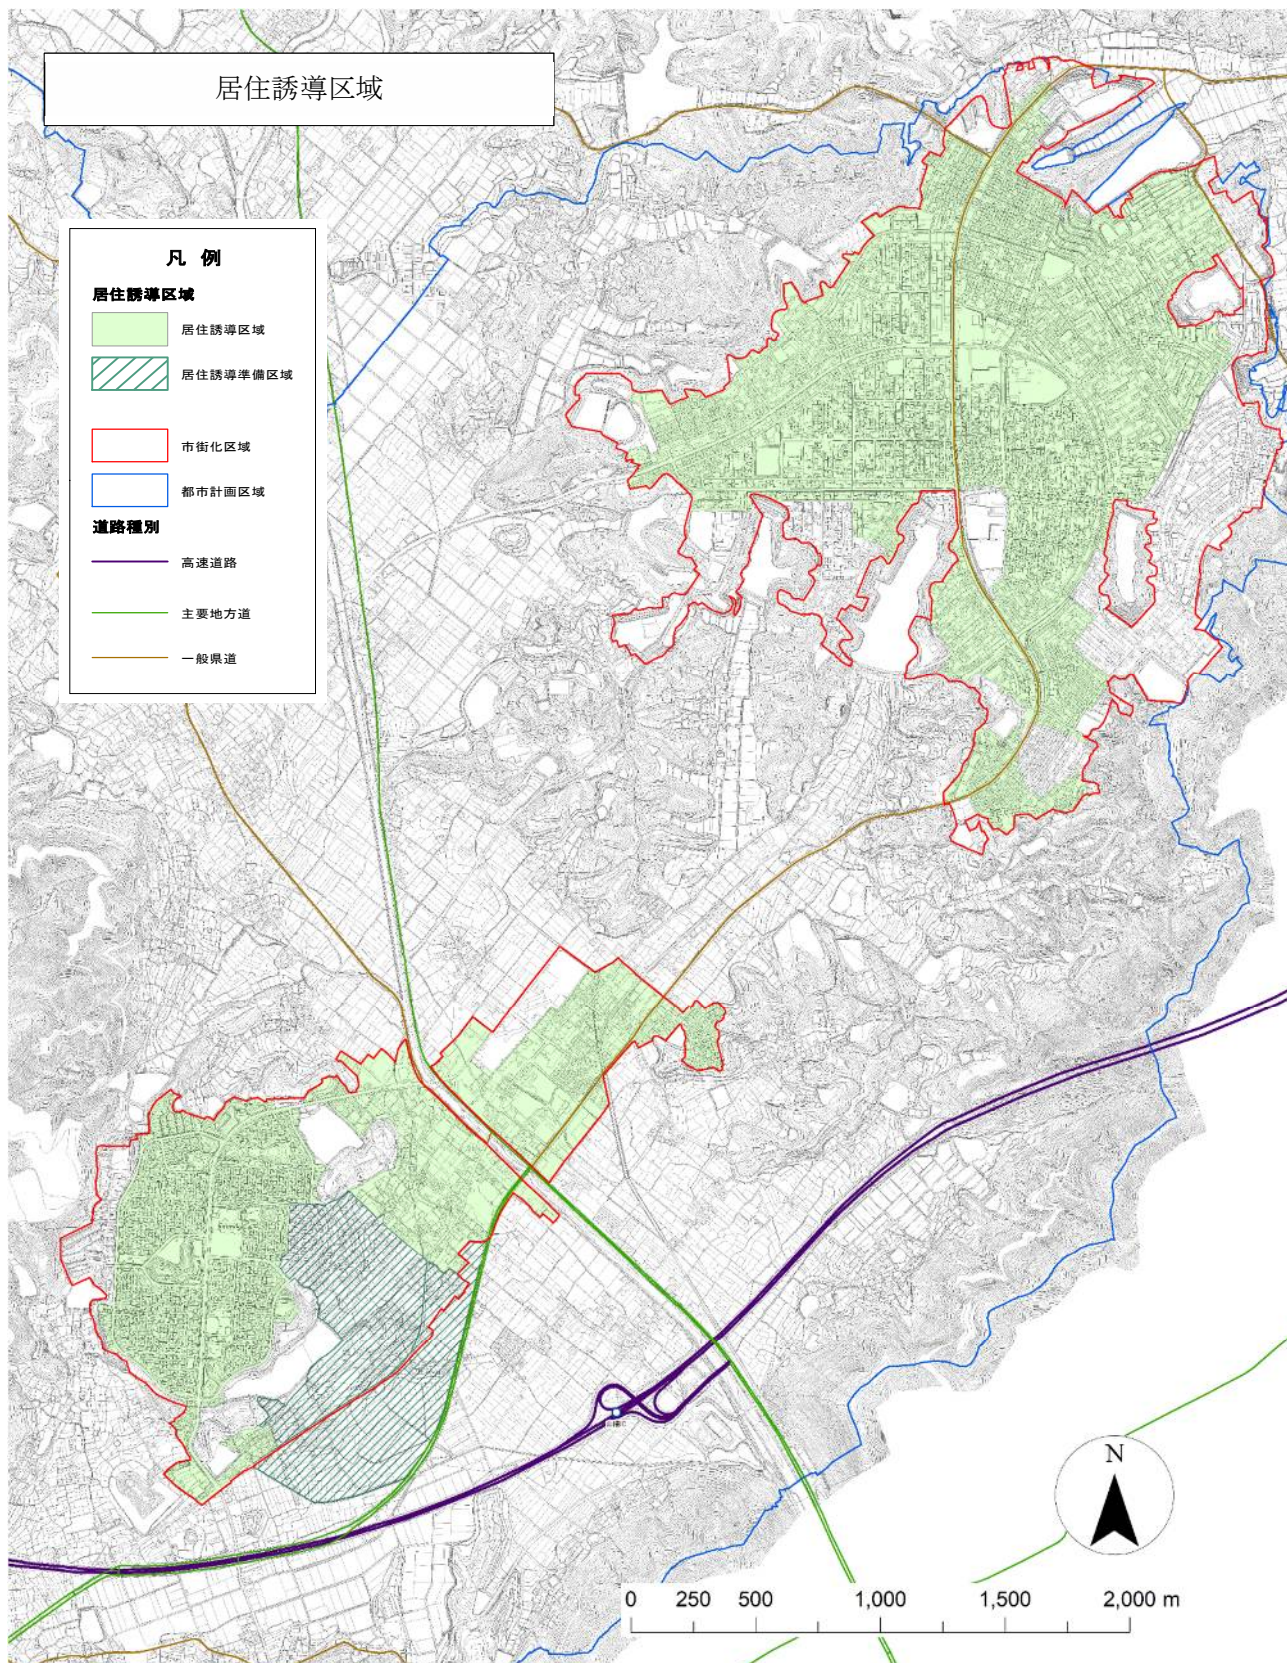 居住誘導区域
凡 例
居住誘導区域
居住誘導区域
居住誘導準備区域
市街化区域
都市計画区域
道路種別
高速道路
主要地方道
一般県道
N
0 250 500 1,000 1,500 2,000 m